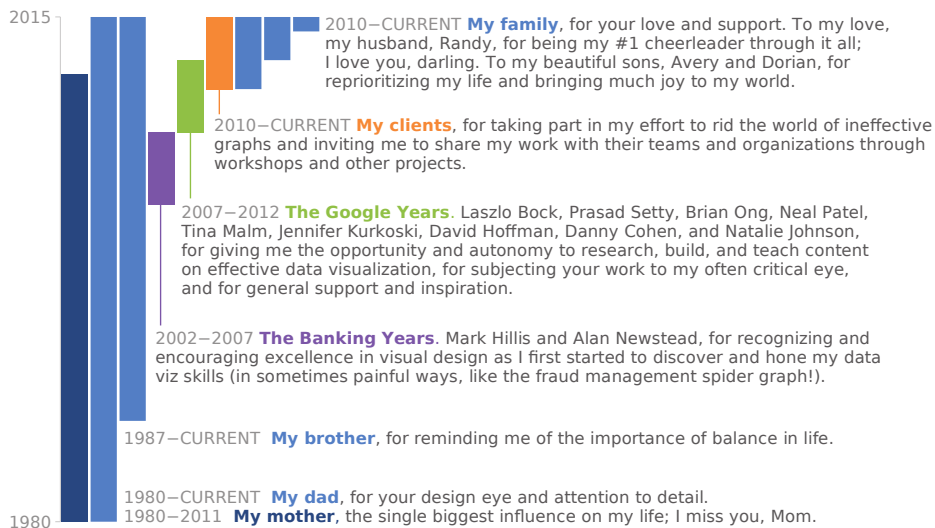 2015
2010−CURRENT My family, for your love and support. To my love,
my husband, Randy, for being my #1 cheerleader through it all;
I love you, darling. To my beautiful sons, Avery and Dorian, for
reprioritizing my life and bringing much joy to my world.
2010−CURRENT My clients, for taking part in my effort to rid the world of ineffective
graphs and inviting me to share my work with their teams and organizations through
workshops and other projects.
2007−2012 The Google Years. Laszlo Bock, Prasad Setty, Brian Ong, Neal Patel,
Tina Malm, Jennifer Kurkoski, David Hoffman, Danny Cohen, and Natalie Johnson,
for giving me the opportunity and autonomy to research, build, and teach content
on effective data visualization, for subjecting your work to my often critical eye,
and for general support and inspiration.
2002−2007 The Banking Years. Mark Hillis and Alan Newstead, for recognizing and
encouraging excellence in visual design as I first started to discover and hone my data
viz skills (in sometimes painful ways, like the fraud management spider graph!).
1987−CURRENT My brother, for reminding me of the importance of balance in life.
1980−CURRENT My dad, for your design eye and attention to detail.
1980−2011 My mother, the single biggest influence on my life; I miss you, Mom.
1980